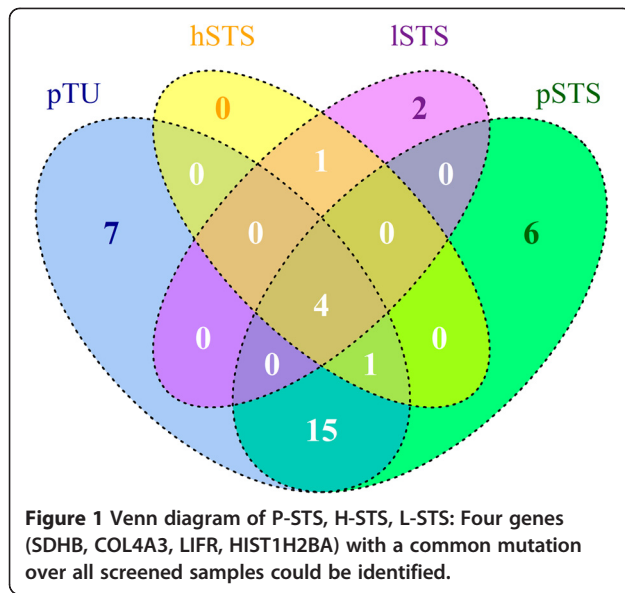 hSTS lSTS
pTU pSTS
0 2
1
0 0
7 0 0 6
4
0 0
0 1
15
Figure 1 Venn diagram of P-STS, H-STS, L-STS: Four genes
(SDHB, COL4A3, LIFR, HIST1H2BA) with a common mutation
over all screened samples could be identified.